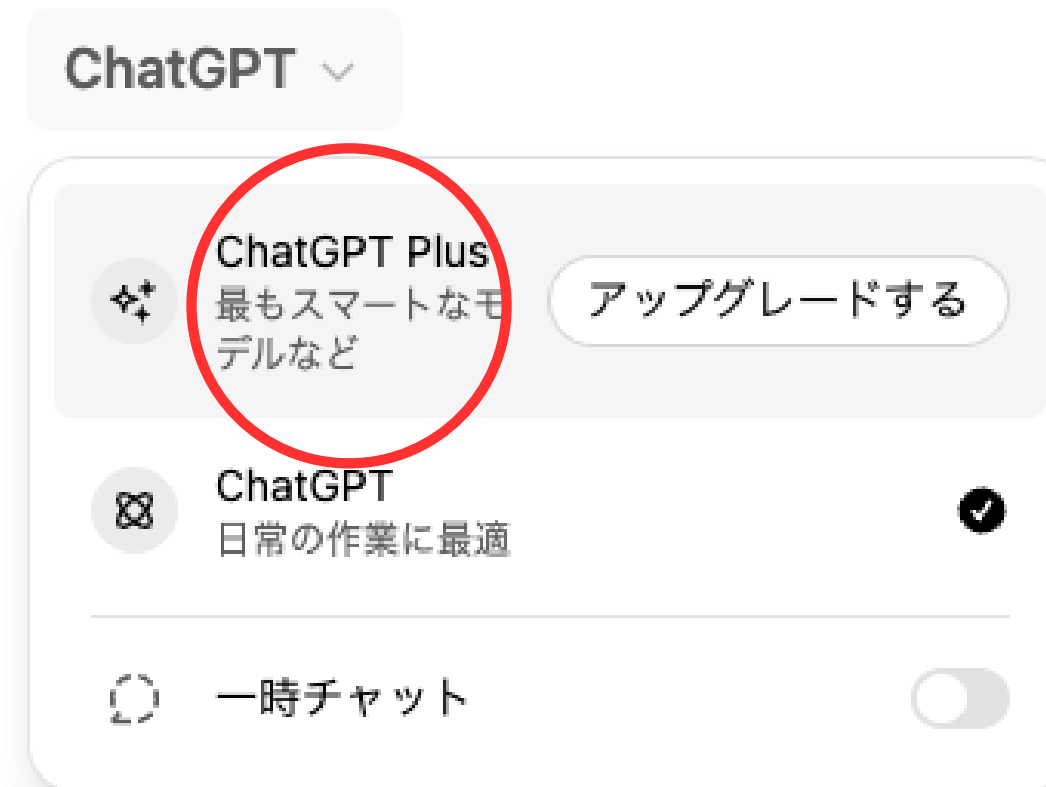 ChatGPT
ChatGPT Plus
最もスマートなモ
デルなど
アップグレードする
ChatGPT
日常の作業に最適
一時チャット